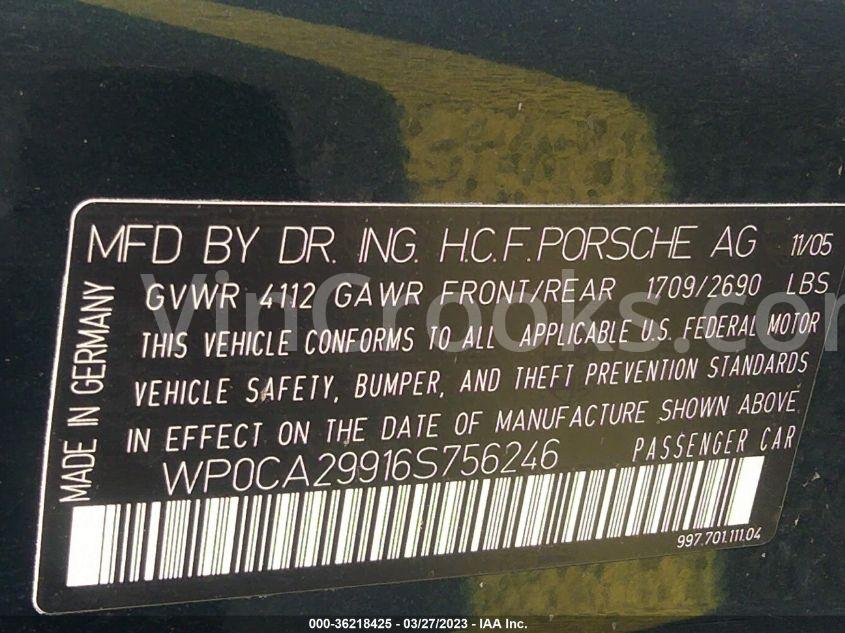 MFD BY DR. ING. H.C.F. PORSCHE AG 11/05
GVWR 4112 GAWR FRONT/REAR 1709/2690 LBS
THIS VEHICLE CONFORMS TO ALL APPLICABLE U.S. FEDERAL MOTOR
VEHICLE SAFETY, BUMPER, AND THEFT PREVENTION STANDARDS
IN EFFECT ON THE DATE OF MANUFACTURE SHOWN ABOVE.
WP0CA29916S756246 PASSENGER CAR
997.701.111.04
MADE IN GERMANY
VinCrooks.com
000-36218425 - 03/27/2023 - IAA Inc.